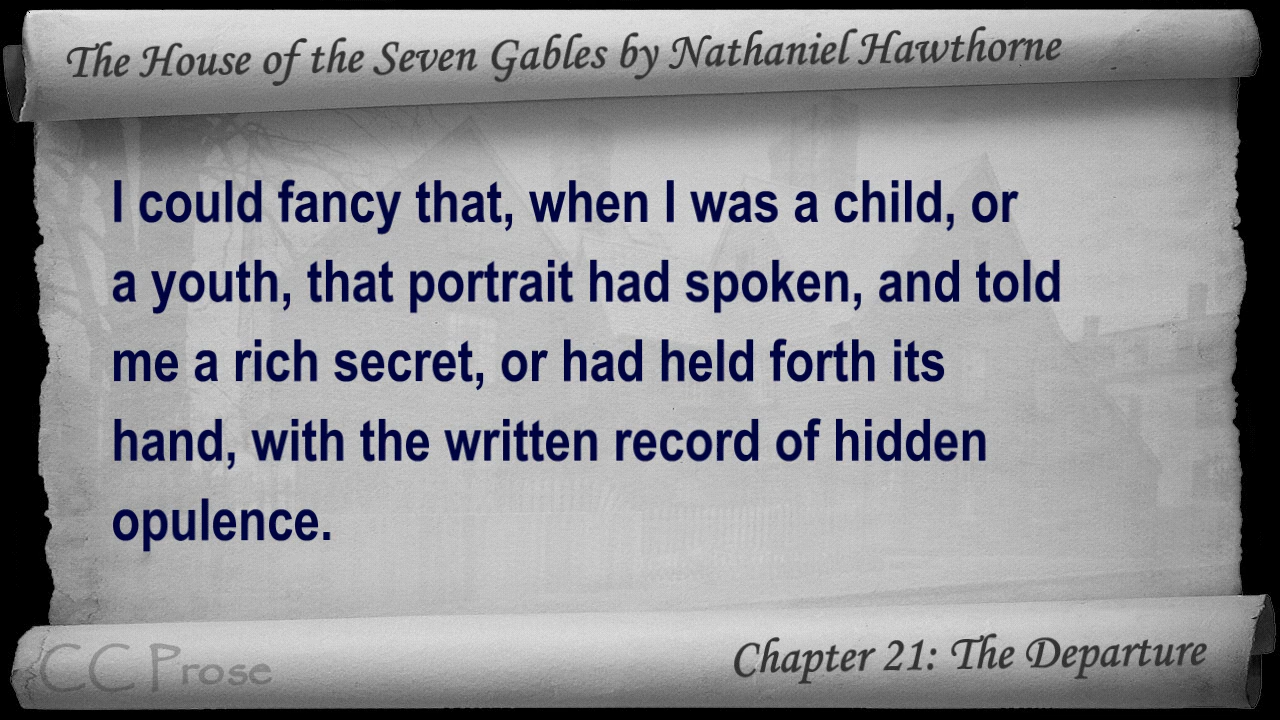 The House of the Seven Gables by Nathaniel Hawthorne
I could fancy that, when I was a child, or
a youth, that portrait had spoken, and told
me a rich secret, or had held forth its
hand, with the written record of hidden
opulence.
CC Prose
Chapter 21: The Departure